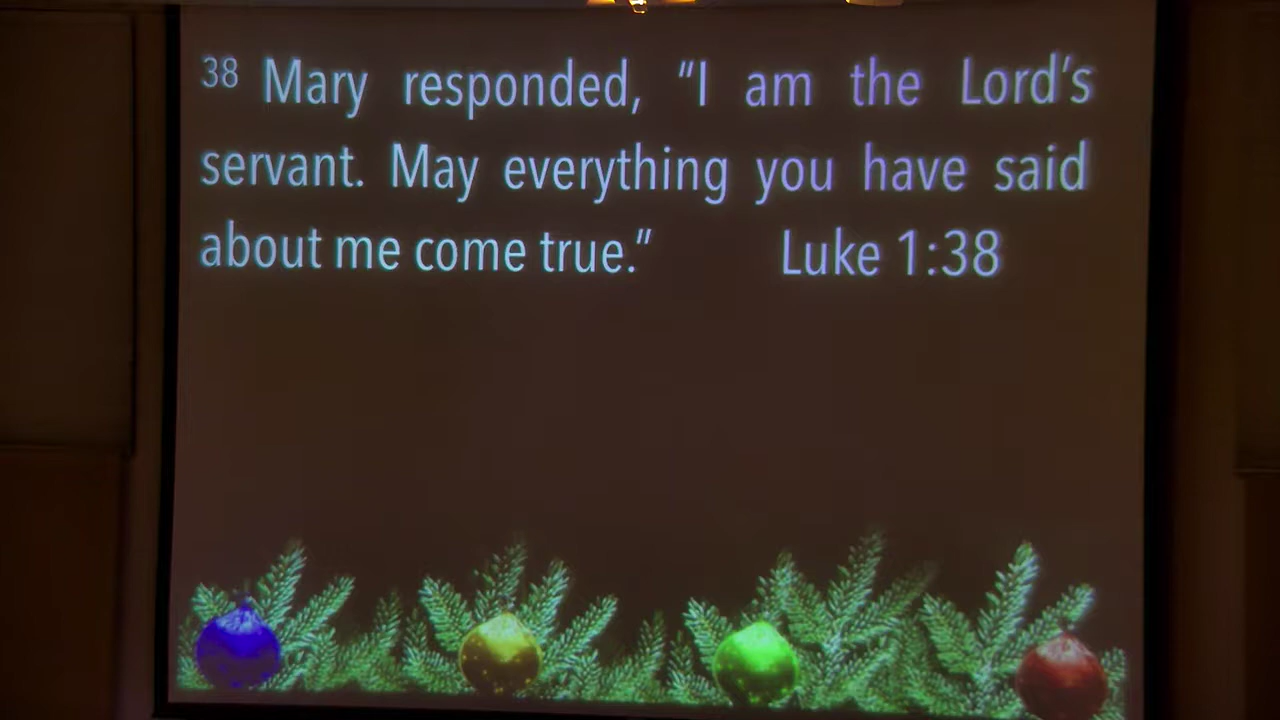 38 Mary responded, “I am the Lord’s
servant. May everything you have said
about me come true.” Luke 1:38